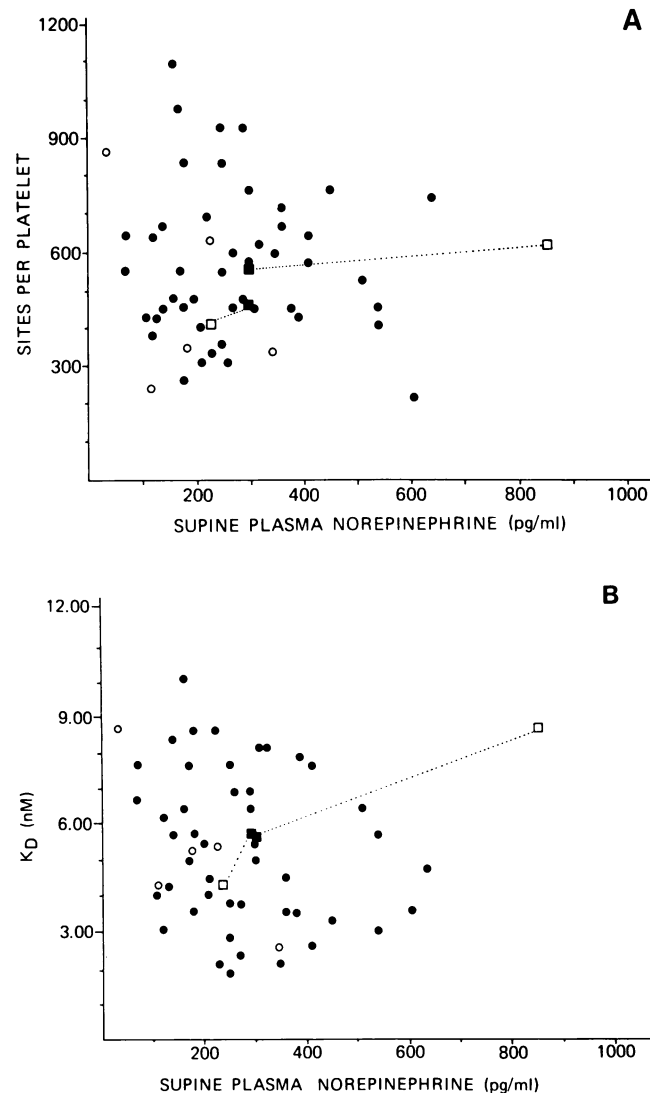 A
1200
900
600
300
SITES PER PLATELET
200 400 600 800 1000
SUPINE PLASMA NOREPINEPHRINE (pg/ml)
B
12.00
9.00
6.00
3.00
KD (nM)
200 400 600 800 1000
SUPINE PLASMA NOREPINEPHRINE (pg/ml)